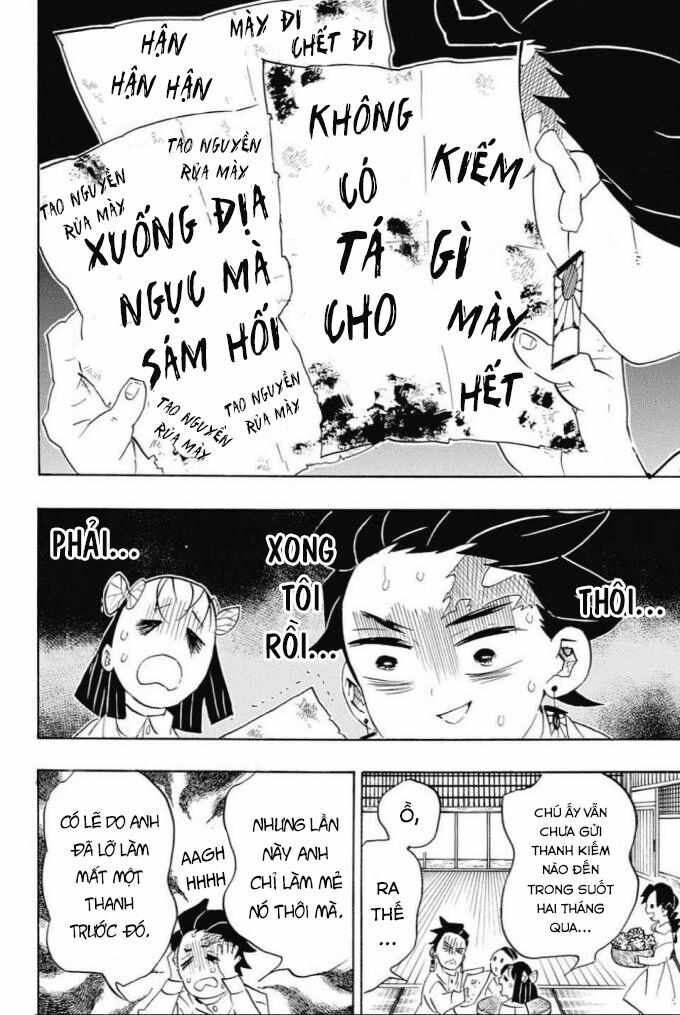 KHÔNG
CÓ KIẾM
TÁ GÌ
CHO MÀY
HẾT
MÀY ĐI
CHẾT ĐI
HẬN
HẬN HẬN
TAO NGUYỀN
RỦA MÀY
TAO NGUYỀN
RỦA MÀY
XUỐNG ĐỊA
NGỤC MÀ
SÁM HỐI
TAO NGUYỀN
RỦA MÀY
TAO NGUYỀN
RỦA MÀY
THÔI...
XONG
TÔI
RỒI...
PHẢI...
CHÚ ẤY VẪN
CHƯA GỬI
THANH KIẾM
NÀO ĐẾN
TRONG SUỐT
HAI THÁNG
QUA...
Ồ,
RA THẾ
...
NHƯNG LẦN
NÀY ANH
CHỈ LÀM MẺ
NÓ THÔI MÀ.
AAGH
HHHH
CÓ LẼ DO ANH
ĐÃ LỠ LÀM
MẤT MỘT
THANH
TRƯỚC ĐÓ.